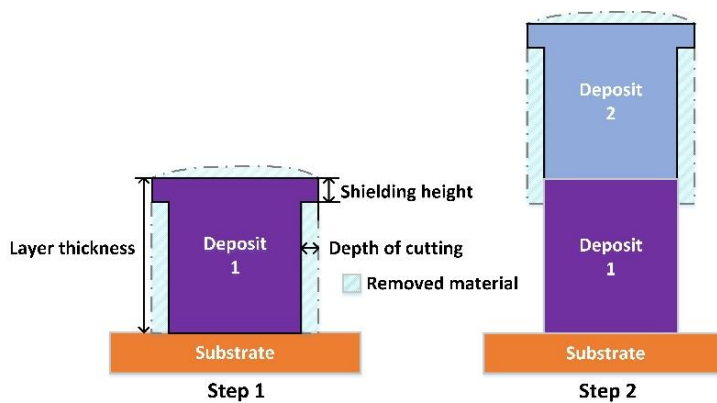 Deposit
2
Shielding height
Layer thickness
Deposit
1
Depth of cutting
Deposit
1
Removed material
Substrate
Substrate
Step 1
Step 2